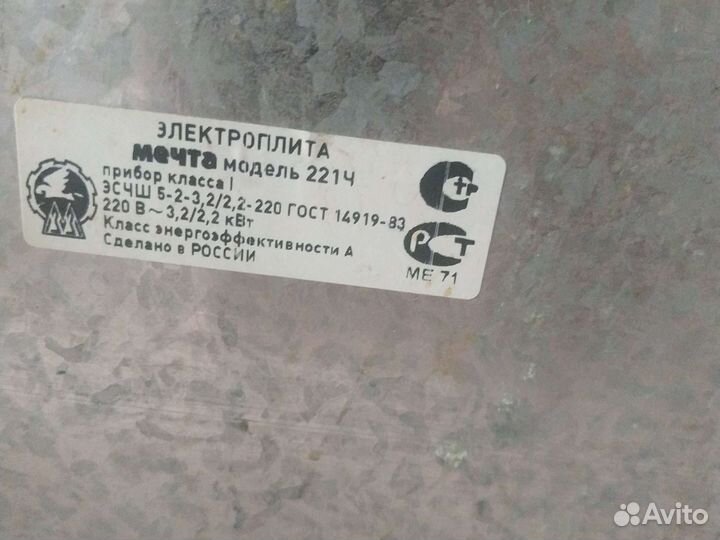 ЭЛЕКТРОПЛИТА
мечта модель 221Ч
прибор класса I
ЭСЧШ 5-2-3,2/2,2-220 ГОСТ 14919-83
220 В ~ 3,2/2,2 кВт
Класс энергоэффективности А
Сделано в РОССИИ
РСТ
МЕ 71
Avito